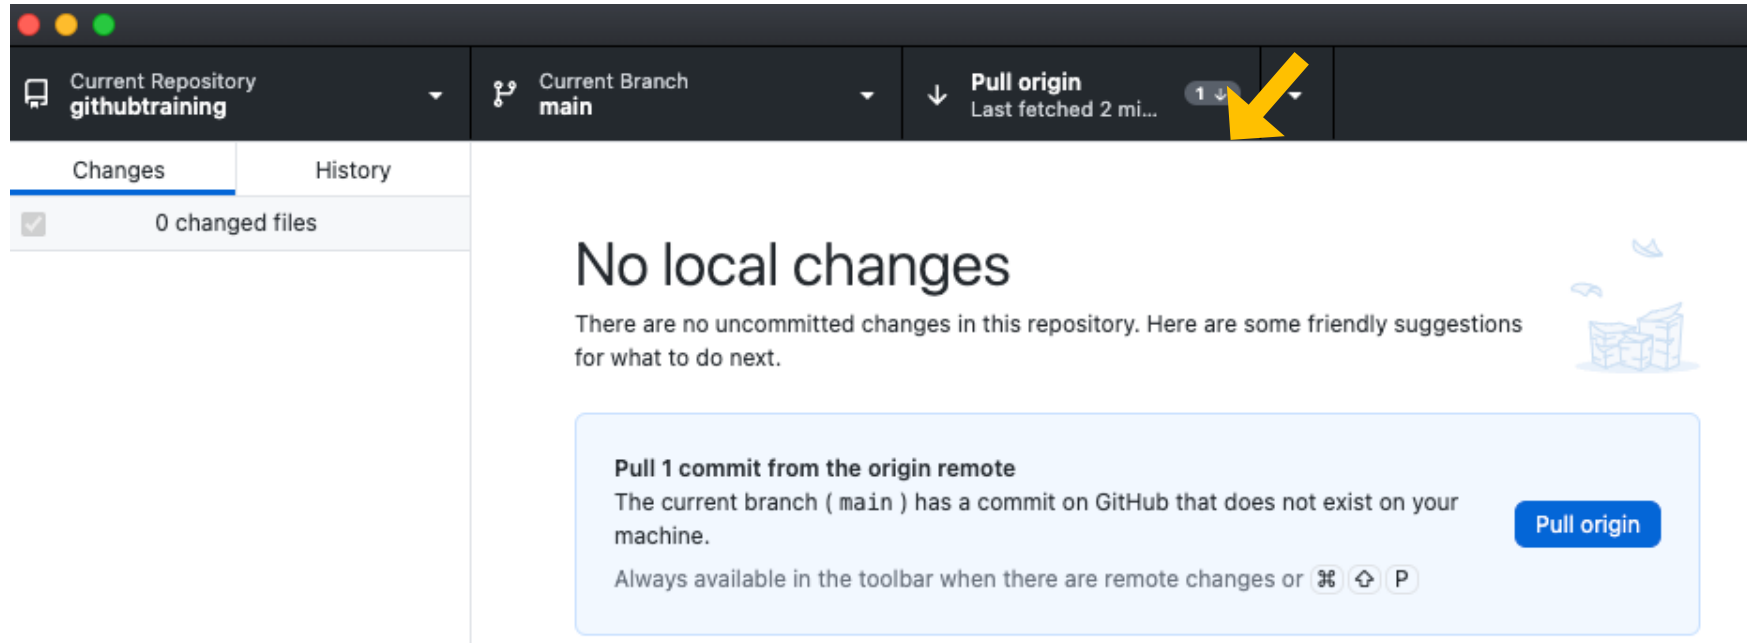 Current Repository
githubtraining
Current Branch
main
Pull origin
Last fetched 2 mi...
1 ↓
Changes
History
0 changed files
No local changes
There are no uncommitted changes in this repository. Here are some friendly suggestions
for what to do next.
Pull 1 commit from the origin remote
The current branch ( main ) has a commit on GitHub that does not exist on your
machine.
Pull origin
Always available in the toolbar when there are remote changes or ⌘ ⇧ P